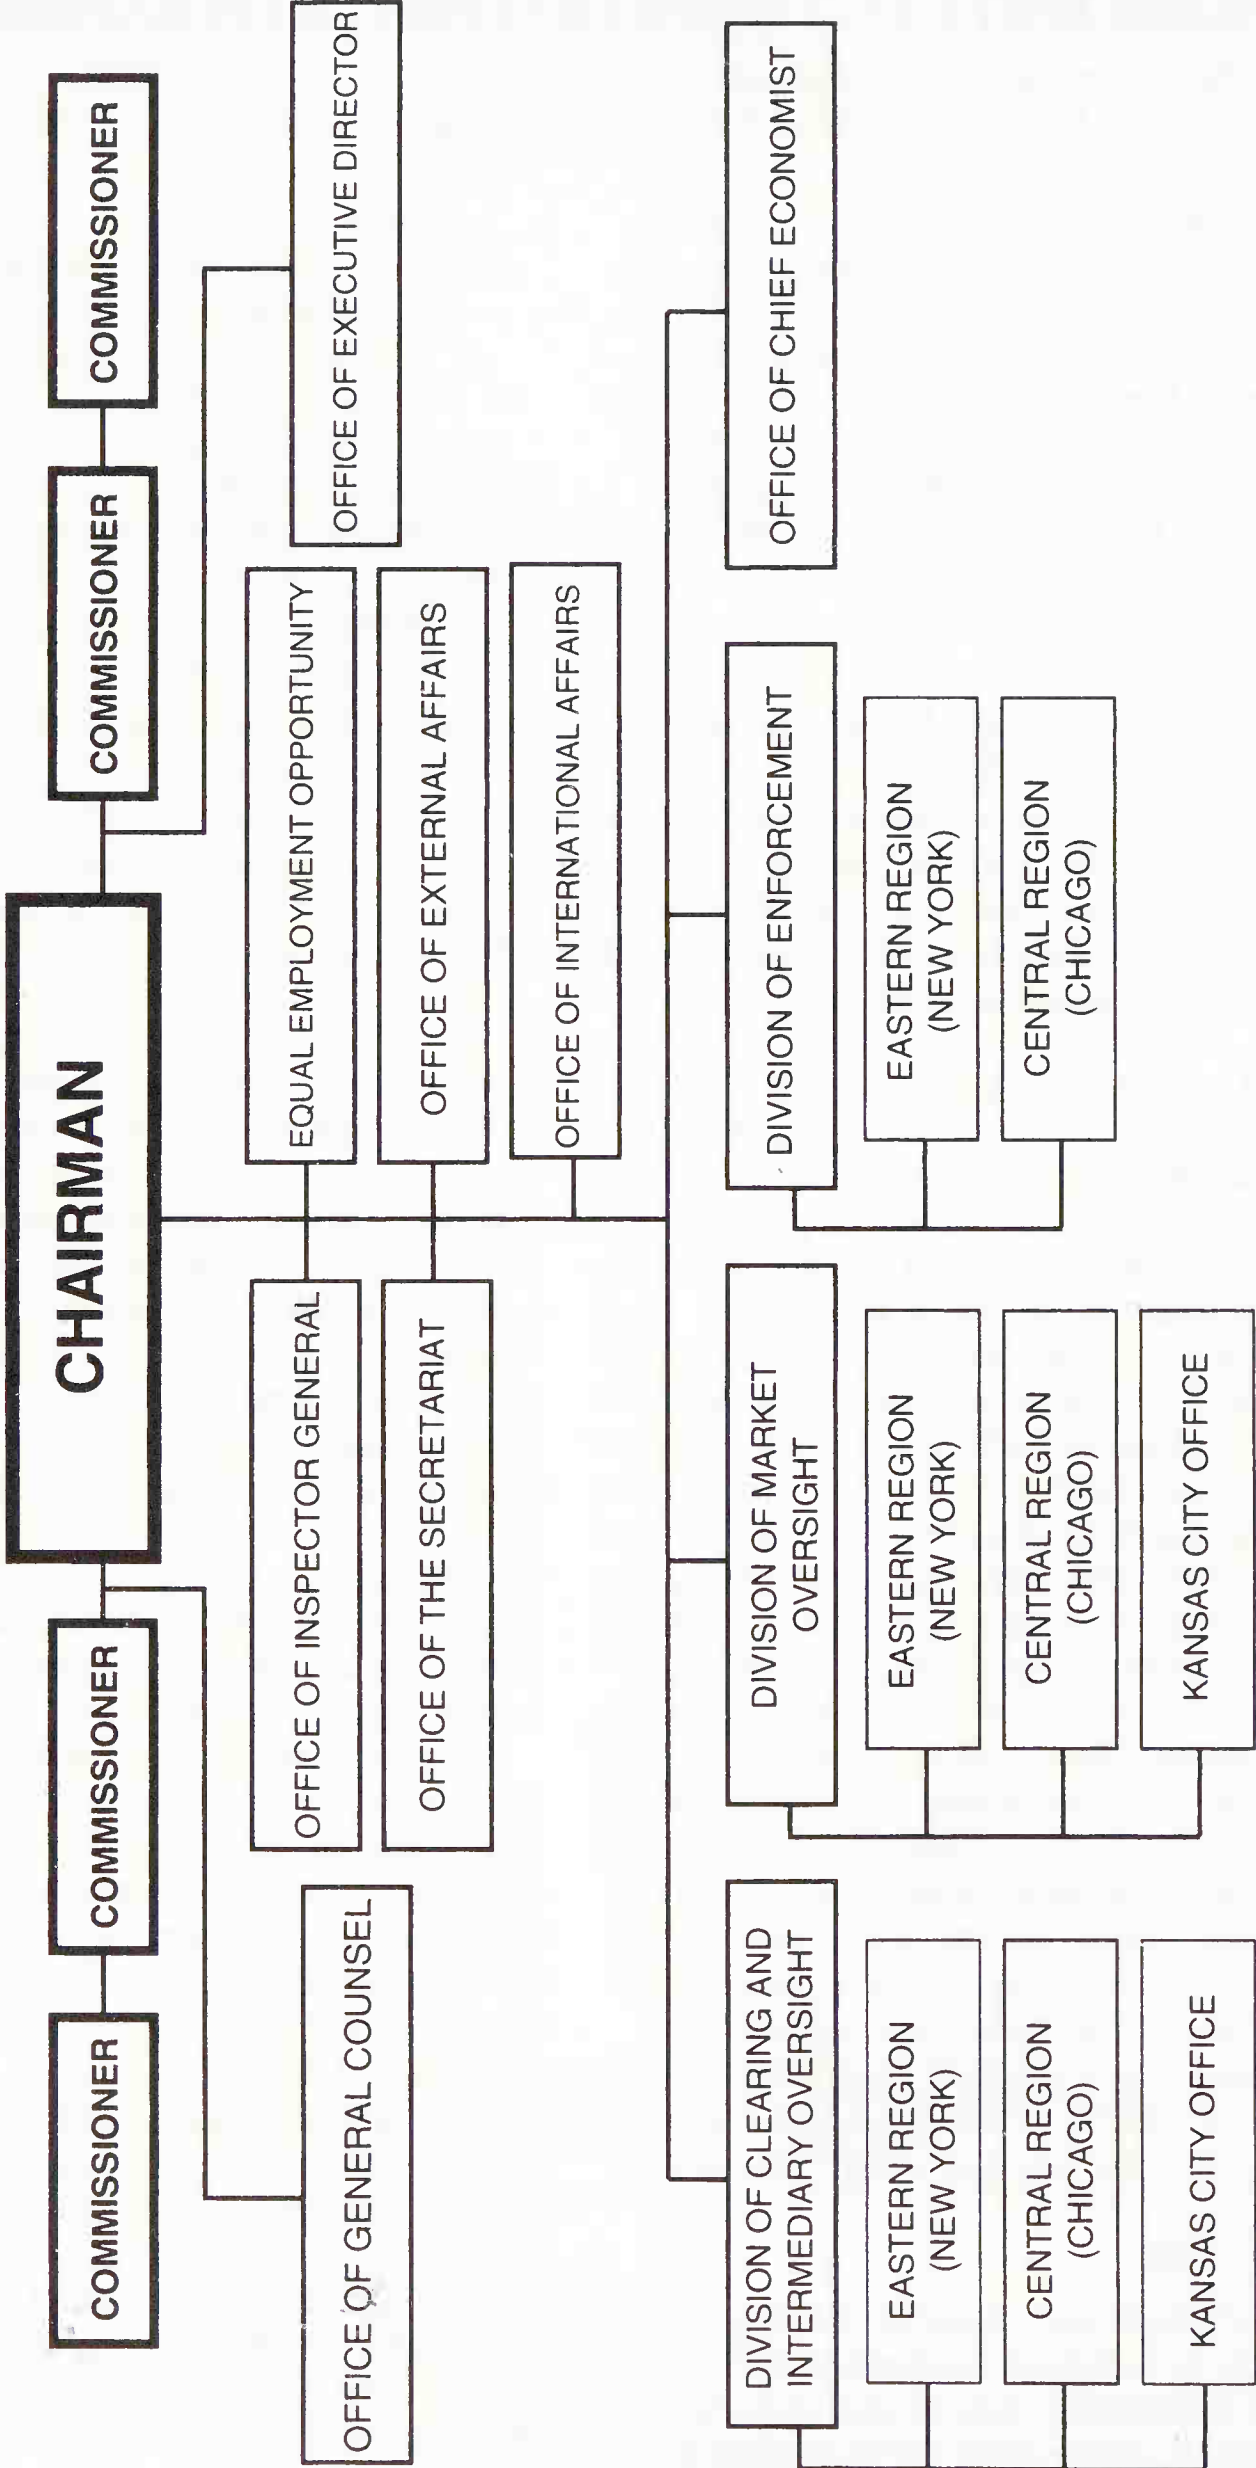 COMMISSIONER
COMMISSIONER
CHAIRMAN
COMMISSIONER
COMMISSIONER
OFFICE OF GENERAL COUNSEL
OFFICE OF INSPECTOR GENERAL
EQUAL EMPLOYMENT OPPORTUNITY
OFFICE OF EXECUTIVE DIRECTOR
OFFICE OF THE SECRETARIAT
OFFICE OF EXTERNAL AFFAIRS
OFFICE OF INTERNATIONAL AFFAIRS
DIVISION OF CLEARING AND
INTERMEDIARY OVERSIGHT
EASTERN REGION
(NEW YORK)
CENTRAL REGION
(CHICAGO)
KANSAS CITY OFFICE
DIVISION OF MARKET
OVERSIGHT
EASTERN REGION
(NEW YORK)
CENTRAL REGION
(CHICAGO)
KANSAS CITY OFFICE
DIVISION OF ENFORCEMENT
EASTERN REGION
(NEW YORK)
CENTRAL REGION
(CHICAGO)
OFFICE OF CHIEF ECONOMIST